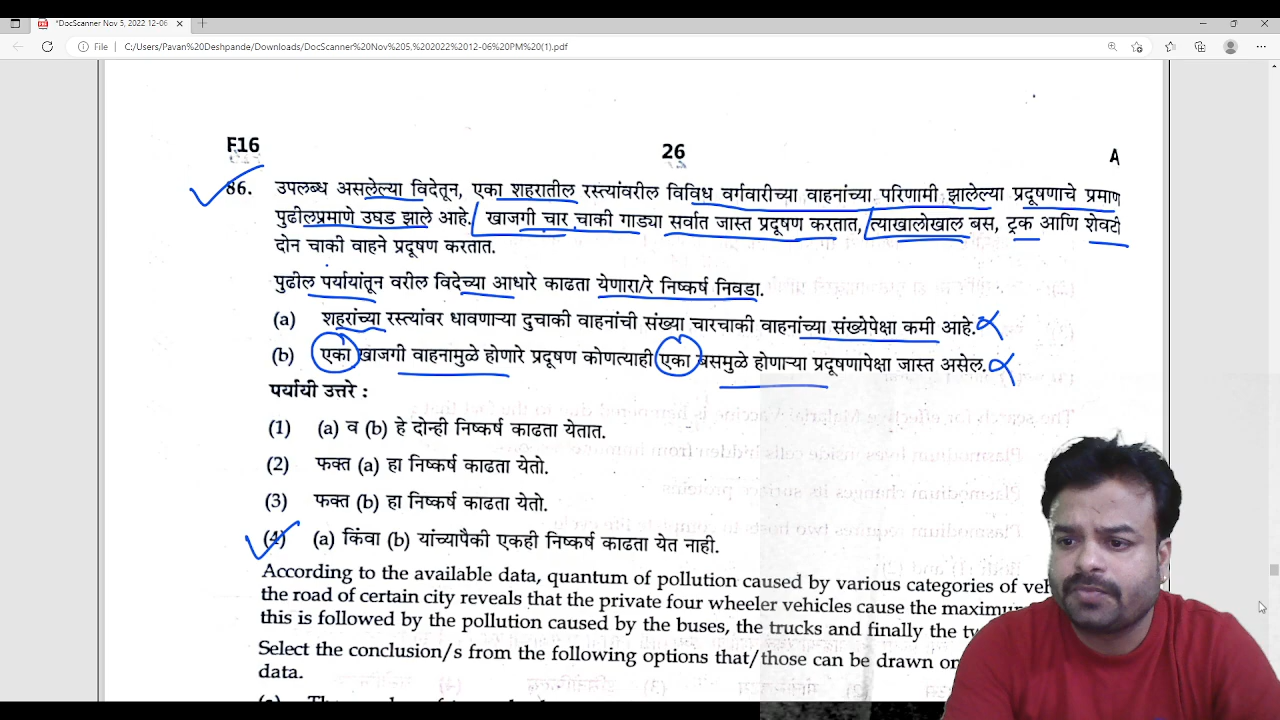 *DocScanner Nov 5, 2022 12-06
File
C:/Users/Pavan%20Deshpande/Downloads/DocScanner%20Nov%205,%202022%2012-06%20PM%20(1).pdf
F16
26
A
86. उपलब्ध असलेल्या विदेतून, एका शहरातील रस्त्यांवरील विविध वर्गवारीच्या वाहनांच्या परिणामी झालेल्या प्रदूषणाचे प्रमाण
पुढीलप्रमाणे उघड झाले आहे. खाजगी चार चाकी गाड्या सर्वात जास्त प्रदूषण करतात, त्याखालोखाल बस, ट्रक आणि शेवटी
दोन चाकी वाहने प्रदूषण करतात.
पुढील पर्यायांतून वरील विदेच्या आधारे काढता येणारा/रे निष्कर्ष निवडा.
(a) शहरांच्या रस्त्यांवर धावणाऱ्या दुचाकी वाहनांची संख्या चारचाकी वाहनांच्या संख्येपेक्षा कमी आहे.
(b) एका खाजगी वाहनामुळे होणारे प्रदूषण कोणत्याही एका बसमुळे होणाऱ्या प्रदूषणापेक्षा जास्त असेल.
पर्यायी उत्तरे :
(1) (a) व (b) हे दोन्ही निष्कर्ष काढता येतात.
(2) फक्त (a) हा निष्कर्ष काढता येतो.
(3) फक्त (b) हा निष्कर्ष काढता येतो.
(4) (a) किंवा (b) यांच्यापैकी एकही निष्कर्ष काढता येत नाही.
According to the available data, quantum of pollution caused by various categories of
the road of certain city reveals that the private four wheeler vehicles cause the
this is followed by the pollution caused by the buses, the trucks and finally the
Select the conclusion/s from the following options that/those can be drawn
data.